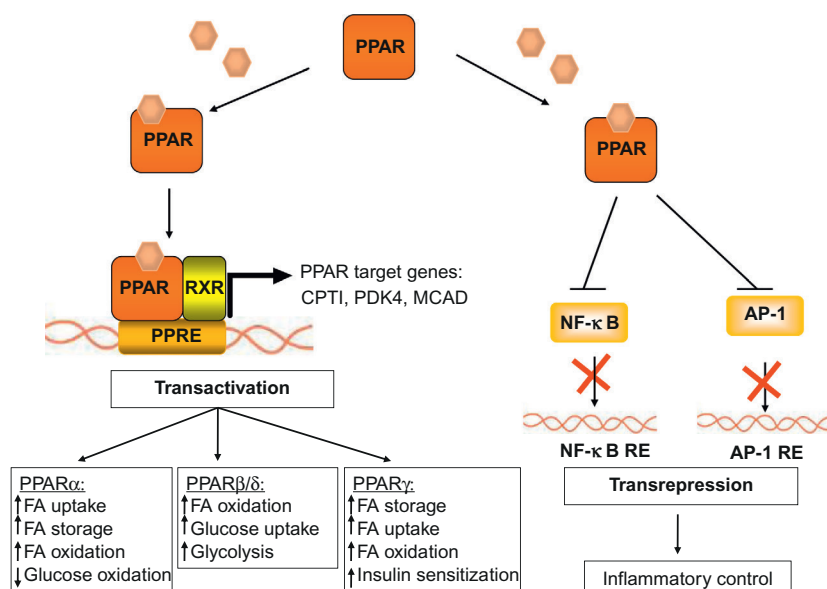 PPAR
PPAR
PPAR
PPAR
RXR
PPRE
PPAR target genes:
CPTI, PDK4, MCAD
NF-κ B
AP-1
NF-κ B RE
AP-1 RE
Transactivation
Transrepression
PPARα:
↑FA uptake
↑FA storage
↑FA oxidation
↓Glucose oxidation
PPARβ/δ:
↑FA oxidation
↑Glucose uptake
↑Glycolysis
PPARγ:
↑FA storage
↑FA uptake
↑FA oxidation
↑Insulin sensitization
Inflammatory control